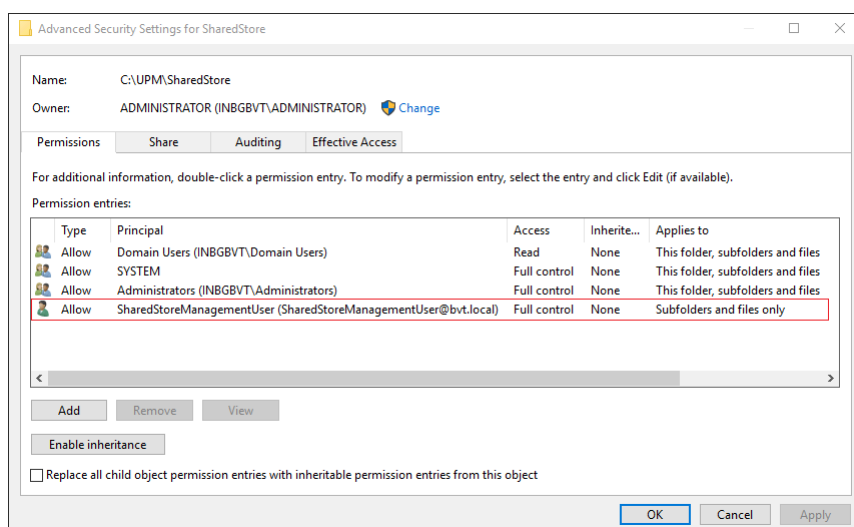 Advanced Security Settings for SharedStore
Name: C:\UPM\SharedStore
Owner: ADMINISTRATOR (INBGBVT\ADMINISTRATOR) Change
Permissions Share Auditing Effective Access
For additional information, double-click a permission entry. To modify a permission entry, select the entry and click Edit (if available).
Permission entries:
Type Principal Access Inherite... Applies to
Allow Domain Users (INBGBVT\Domain Users) Read None This folder, subfolders and files
Allow SYSTEM Full control None This folder, subfolders and files
Allow Administrators (INBGBVT\Administrators) Full control None This folder, subfolders and files
Allow SharedStoreManagementUser (SharedStoreManagementUser@bvt.local) Full control None Subfolders and files only
Add Remove View
Enable inheritance
Replace all child object permission entries with inheritable permission entries from this object
OK Cancel Apply